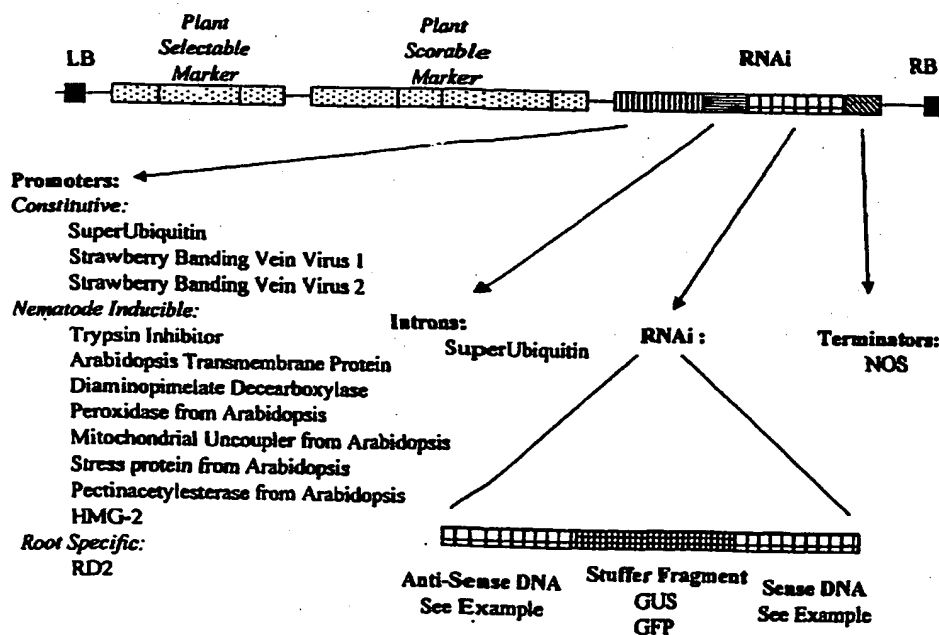 LB
Plant
Selectable
Marker
Plant
Scorable
Marker
RNAi
RB
Promoters:
Constitutive:
SuperUbiquitin
Strawberry Banding Vein Virus 1
Strawberry Banding Vein Virus 2
Nematode Inducible:
Trypsin Inhibitor
Arabidopsis Transmembrane Protein
Diaminopimelate Decearboxylase
Peroxidase from Arabidopsis
Mitochondrial Uncoupler from Arabidopsis
Stress protein from Arabidopsis
Pectinacetylesterase from Arabidopsis
HMG-2
Root Specific:
RD2
Introns:
SuperUbiquitin
RNAi :
Terminators:
NOS
Anti-Sense DNA
See Example
Stuffer Fragment
GUS
GFP
Sense DNA
See Example